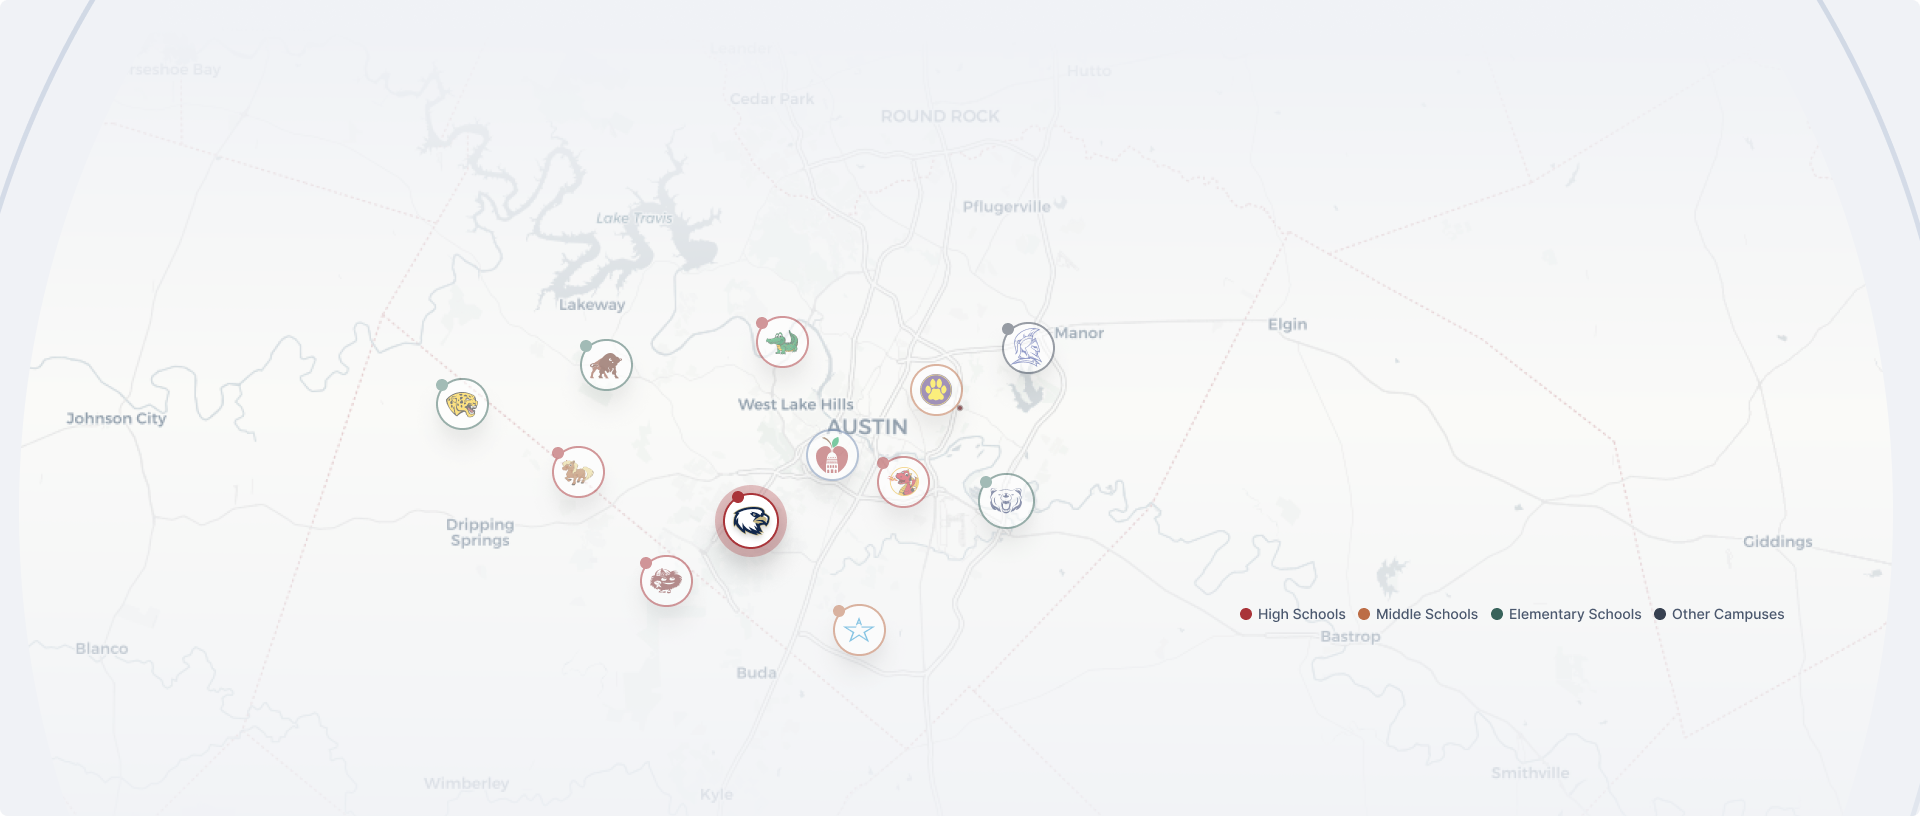 Leander
rseshoe Bay
Hutto
Cedar Park
ROUND ROCK
Pflugerville
Lake Travis
Lakeway
Elgin
Manor
West Lake Hills
Johnson City
AUSTIN
Dripping
Springs
Giddings
High Schools
Middle Schools
Elementary Schools
Other Campuses
Bastrop
Blanco
Buda
Smithville
Wimberley
Kyle